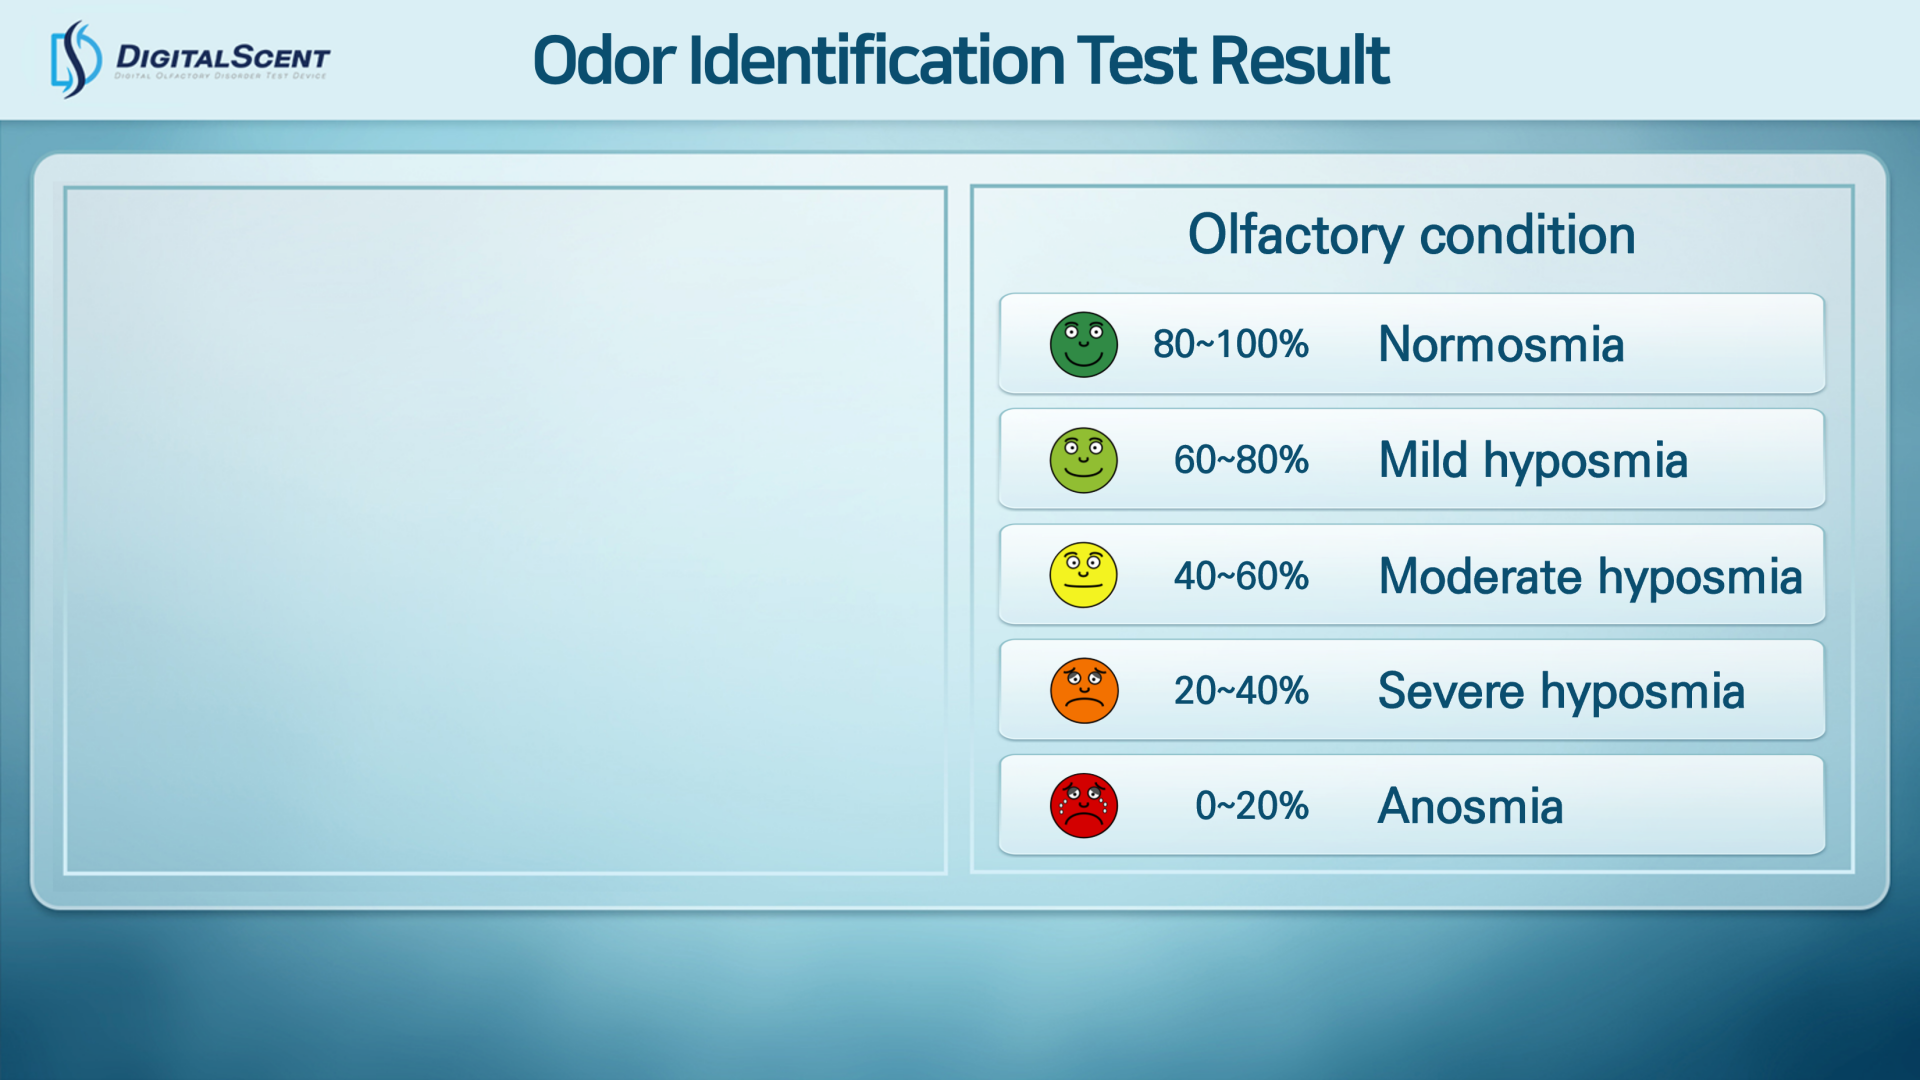 DIGITALSCENT
DIGITAL OLFACTORY DISORDER TEST DEVICE
Odor Identification Test Result
Olfactory condition
80~100% Normosmia
60~80% Mild hyposmia
40~60% Moderate hyposmia
20~40% Severe hyposmia
0~20% Anosmia